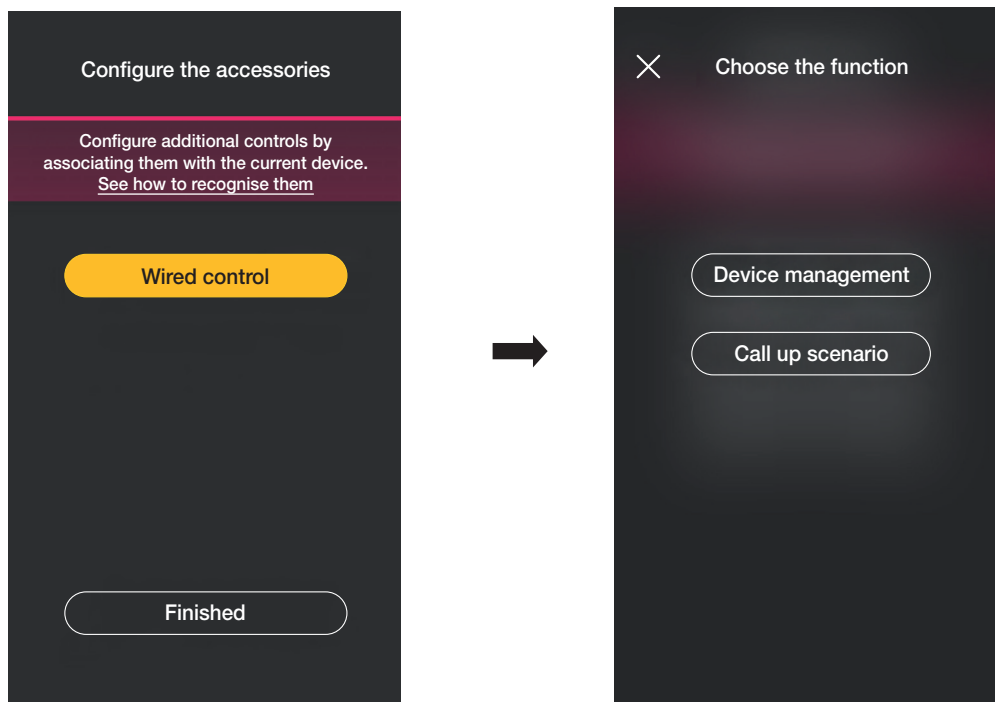 Configure the accessories
Configure additional controls by
associating them with the current device.
See how to recognise them
Wired control
Finished
Choose the function
Device management
Call up scenario